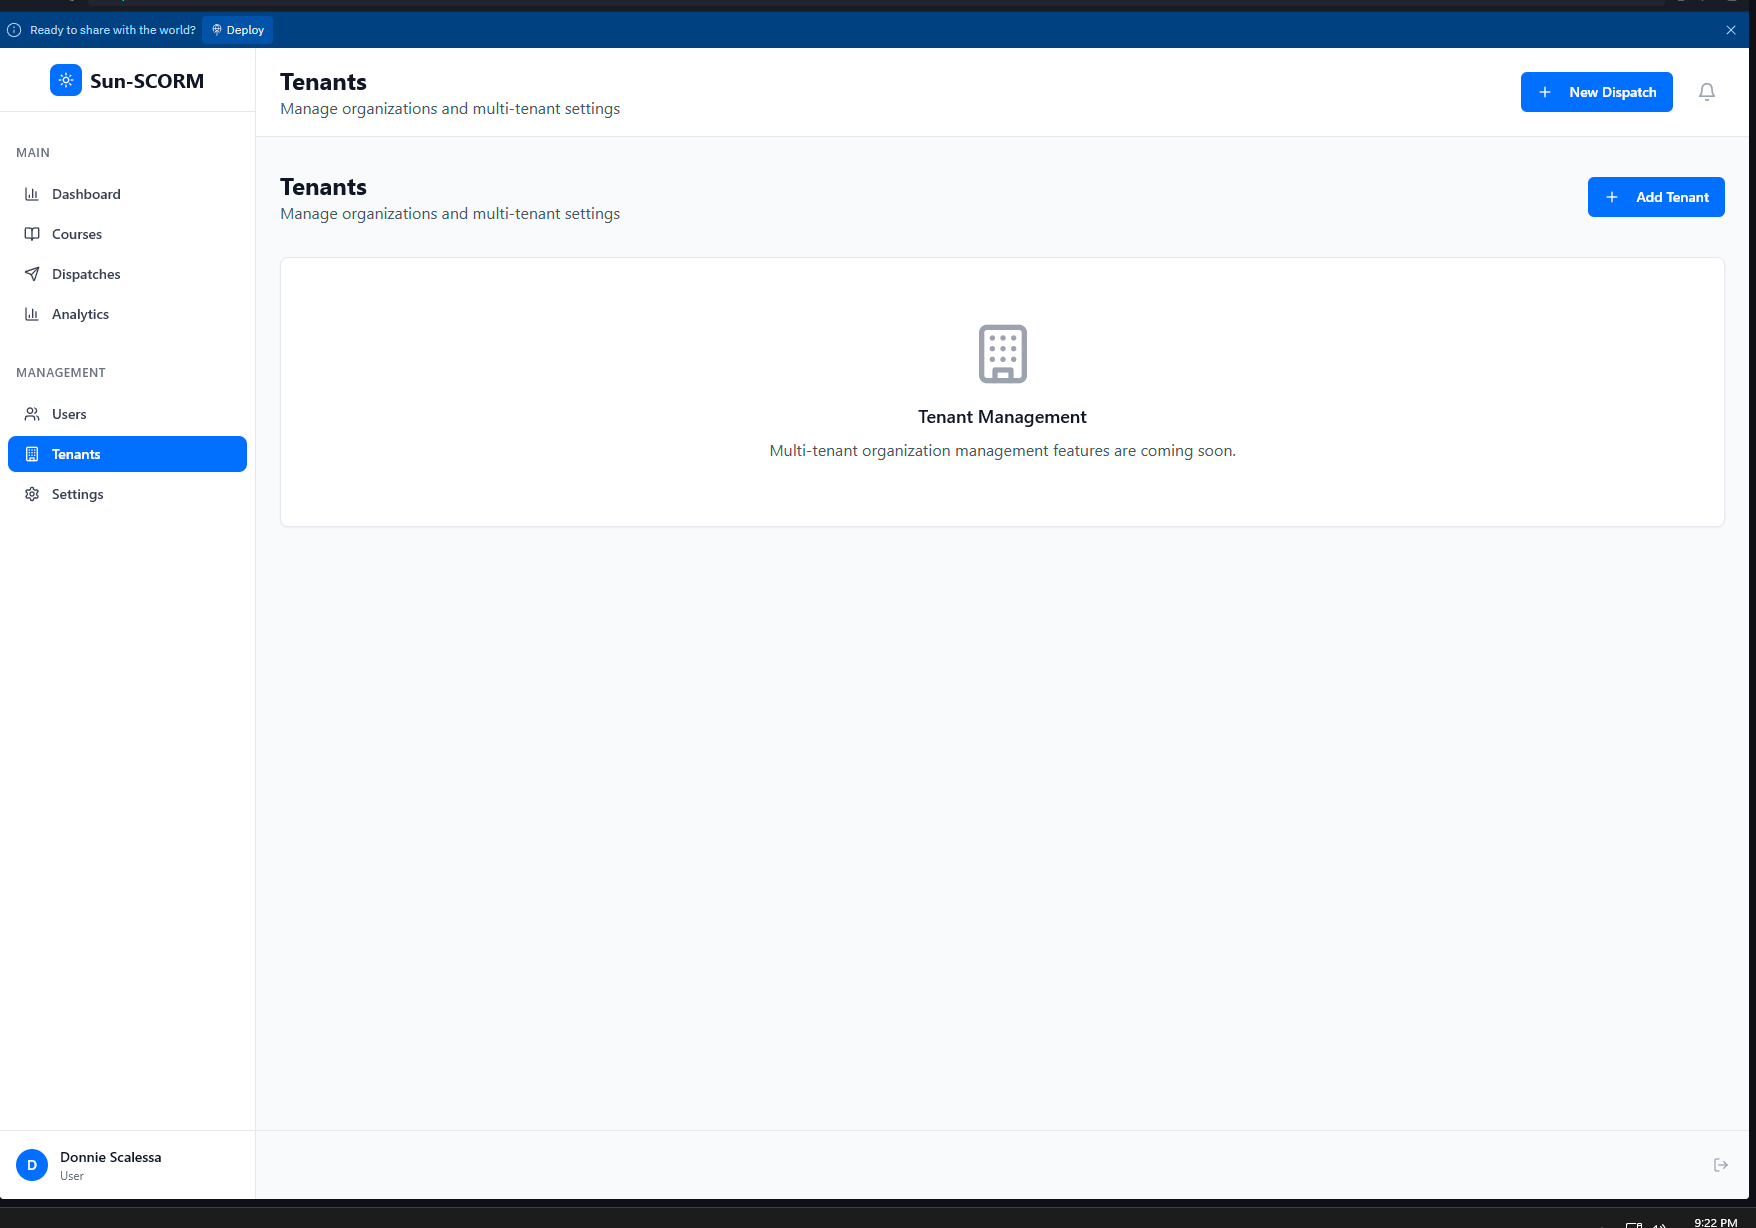 Ready to share with the world?
Deploy
Sun-SCORM
MAIN
Dashboard
Courses
Dispatches
Analytics
MANAGEMENT
Users
Tenants
Settings
D
Donnie Scalessa
User
Tenants
Manage organizations and multi-tenant settings
New Dispatch
Tenants
Manage organizations and multi-tenant settings
Add Tenant
Tenant Management
Multi-tenant organization management features are coming soon.
9:22 PM